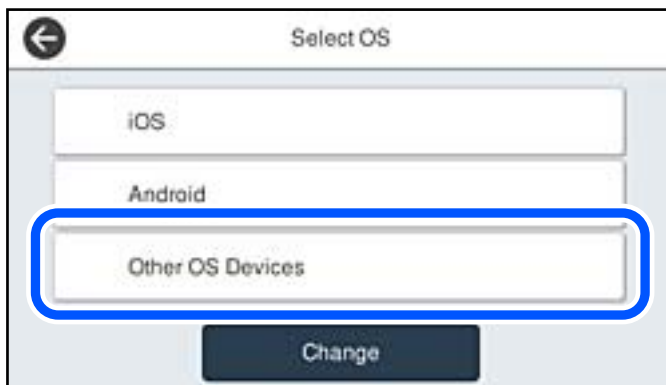 Select OS
iOS
Android
Other OS Devices
Change